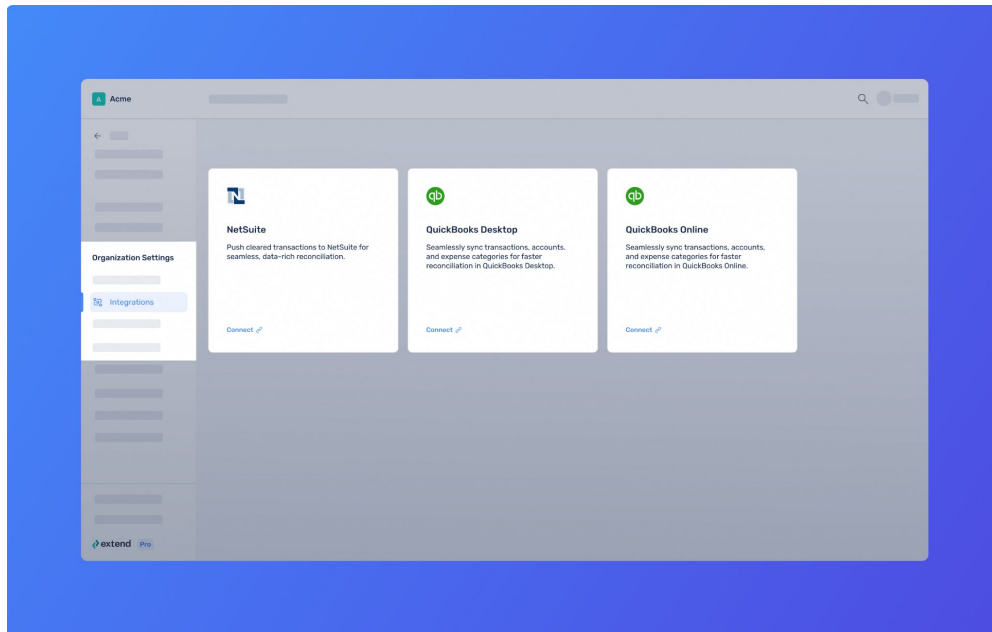 A Acme
Organization Settings
Integrations
NetSuite
Push cleared transactions to NetSuite for
seamless, data-rich reconciliation.
Connect
qb
QuickBooks Desktop
Seamlessly sync transactions, accounts.
and expense categories for faster
reconciliation in QuickBooks Desktop.
Connect
qb
QuickBooks Online
Seamlessly sync transactions, accounts,
and expense categories for faster
reconciliation in QuickBooks Online.
Connect
extend Pro